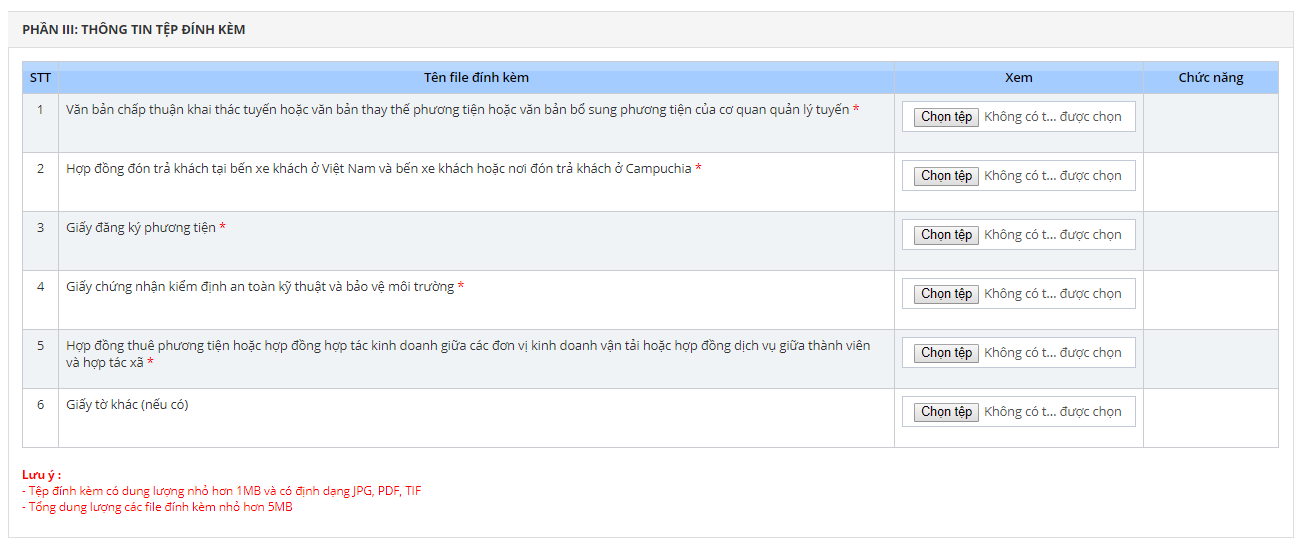 PHẦN III: THÔNG TIN TỆP ĐÍNH KÈM
STT Tên file đính kèm Xem Chức năng
1 Văn bản chấp thuận khai thác tuyến hoặc văn bản thay thế phương tiện hoặc văn bản bổ sung phương tiện của cơ quan quản lý tuyến * Chọn tệp Không có t... được chọn
2 Hợp đồng đón trả khách tại bến xe khách ở Việt Nam và bến xe khách hoặc nơi đón trả khách ở Campuchia * Chọn tệp Không có t... được chọn
3 Giấy đăng ký phương tiện * Chọn tệp Không có t... được chọn
4 Giấy chứng nhận kiểm định an toàn kỹ thuật và bảo vệ môi trường * Chọn tệp Không có t... được chọn
5 Hợp đồng thuê phương tiện hoặc hợp đồng hợp tác kinh doanh giữa các đơn vị kinh doanh vận tải hoặc hợp đồng dịch vụ giữa thành viên
và hợp tác xã * Chọn tệp Không có t... được chọn
6 Giấy tờ khác (nếu có) Chọn tệp Không có t... được chọn
Lưu ý :
- Tệp đính kèm có dung lượng nhỏ hơn 1MB và có định dạng JPG, PDF, TIF
- Tổng dung lượng các file đính kèm nhỏ hơn 5MB